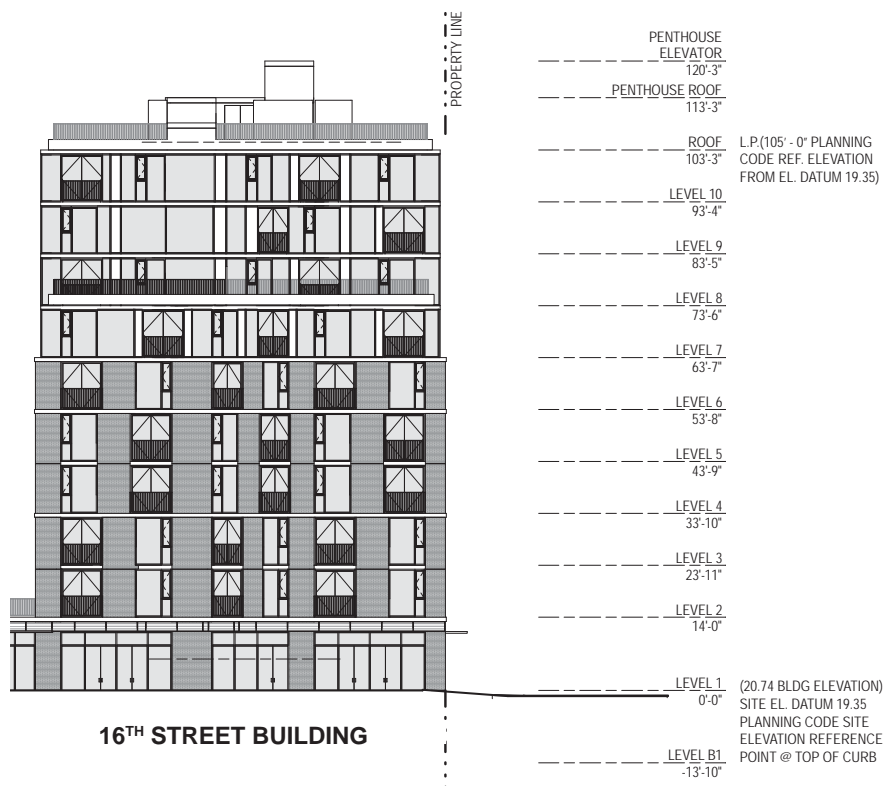 PROPERTY LINE
PENTHOUSE
ELEVATOR
120'-3"
PENTHOUSE ROOF
113'-3"
ROOF
103'-3"
L.P.(105' - 0" PLANNING
CODE REF. ELEVATION
FROM EL. DATUM 19.35)
LEVEL 10
93'-4"
LEVEL 9
83'-5"
LEVEL 8
73'-6"
LEVEL 7
63'-7"
LEVEL 6
53'-8"
LEVEL 5
43'-9"
LEVEL 4
33'-10"
LEVEL 3
23'-11"
LEVEL 2
14'-0"
LEVEL 1
0'-0"
(20.74 BLDG ELEVATION)
SITE EL. DATUM 19.35
PLANNING CODE SITE
ELEVATION REFERENCE
POINT @ TOP OF CURB
LEVEL B1
-13'-10"
16TH STREET BUILDING